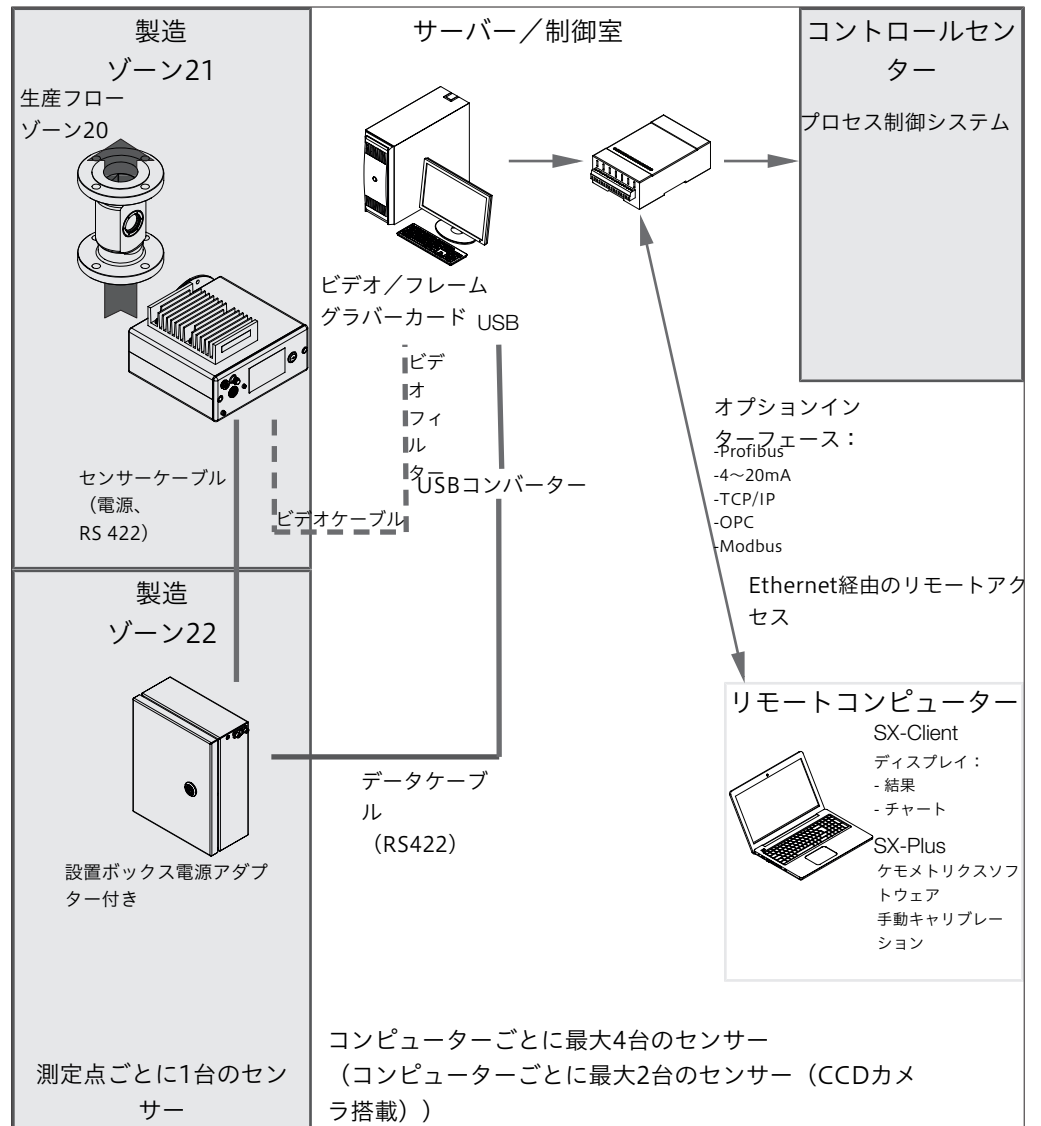 製造
ゾーン21
生産フロー
ゾーン20
センサーケーブル
（電源、
RS 422）
サーバー／制御室
ビデオ／フレーム
グラバーカード
USB
ビデ
オ
フィ
ル
ター
USBコンバーター
ビデオケーブル
コントロールセン
ター
プロセス制御システム
オプションイン
ターフェース：
-Profibus
-4～20mA
-TCP/IP
-OPC
-Modbus
Ethernet経由のリモートアク
セス
製造
ゾーン22
設置ボックス電源アダプ
ター付き
データケーブ
ル
（RS422）
リモートコンピューター
SX-Client
ディスプレイ：
- 結果
- チャート
SX-Plus
ケモメトリクスソフ
トウェア
手動キャリブレー
ション
測定点ごとに1台のセン
サー
コンピューターごとに最大4台のセンサー
（コンピューターごとに最大2台のセンサー（CCDカメ
ラ搭載））